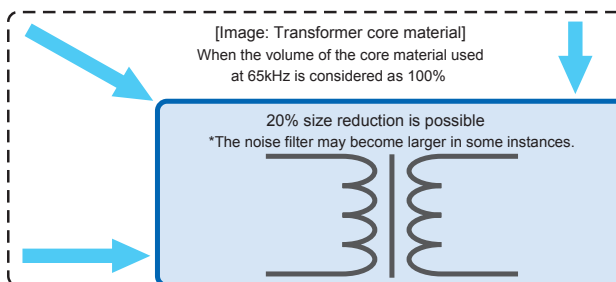 [Image: Transformer core material]
When the volume of the core material used
at 65kHz is considered as 100%
20% size reduction is possible
*The noise filter may become larger in some instances.